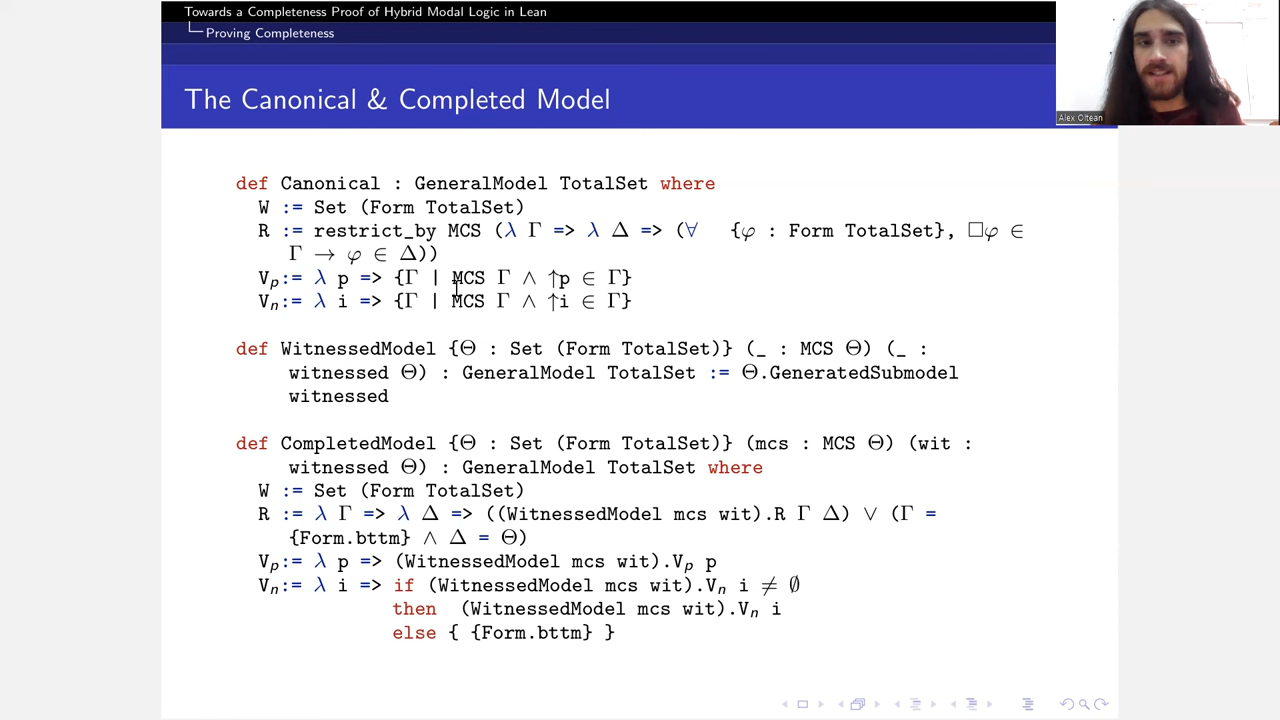 Towards a Completeness Proof of Hybrid Modal Logic in Lean
Proving Completeness
The Canonical & Completed Model
Alex Oltean
def Canonical : GeneralModel TotalSet where
W := Set (Form TotalSet)
R := restrict_by MCS (λ Γ => λ Δ => (∀ {φ : Form TotalSet}, □φ ∈
Γ → φ ∈ Δ))
Vₚ:= λ p => {Γ | MCS Γ ∧ ↑p ∈ Γ}
Vₙ:= λ i => {Γ | MCS Γ ∧ ↑i ∈ Γ}
def WitnessedModel {Θ : Set (Form TotalSet)} (_ : MCS Θ) (_ :
witnessed Θ) : GeneralModel TotalSet := Θ.GeneratedSubmodel
witnessed
def CompletedModel {Θ : Set (Form TotalSet)} (mcs : MCS Θ) (wit :
witnessed Θ) : GeneralModel TotalSet where
W := Set (Form TotalSet)
R := λ Γ => λ Δ => ((WitnessedModel mcs wit).R Γ Δ) ∨ (Γ =
{Form.bttm} ∧ Δ = Θ)
Vₚ:= λ p => (WitnessedModel mcs wit).Vₚ p
Vₙ:= λ i => if (WitnessedModel mcs wit).Vₙ i ≠ ∅
then (WitnessedModel mcs wit).Vₙ i
else { {Form.bttm} }